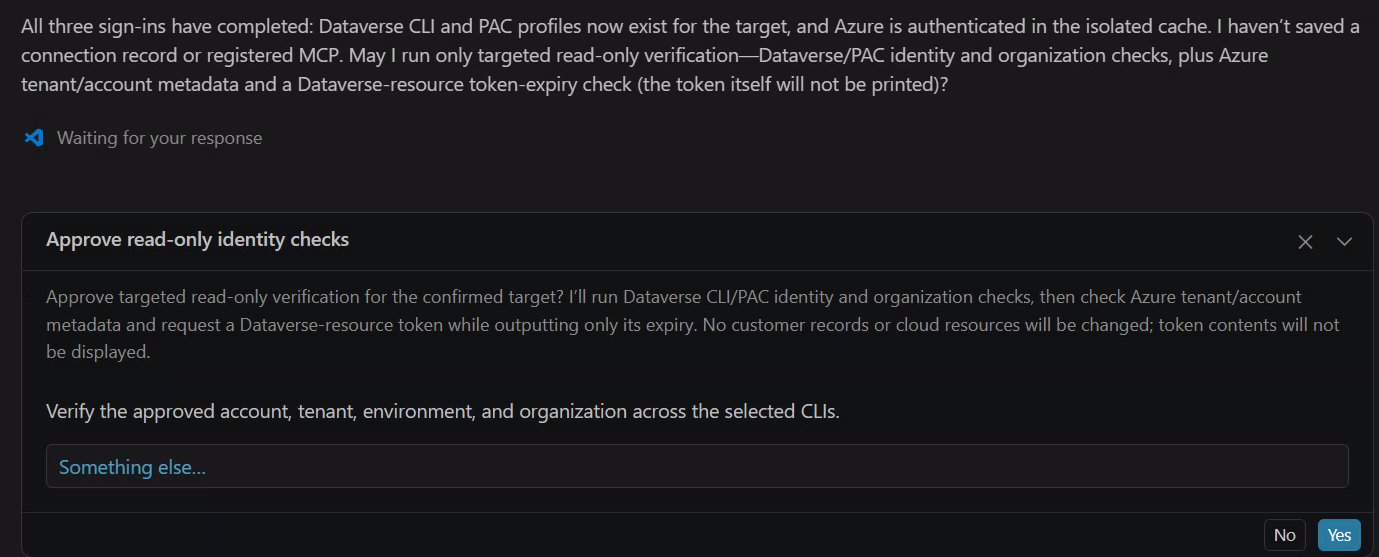 All three sign-ins have completed: Dataverse CLI and PAC profiles now exist for the target, and Azure is authenticated in the isolated cache. I haven’t saved a
connection record or registered MCP. May I run only targeted read-only verification—Dataverse/PAC identity and organization checks, plus Azure
tenant/account metadata and a Dataverse-resource token-expiry check (the token itself will not be printed)?
Waiting for your response
Approve read-only identity checks
Approve targeted read-only verification for the confirmed target? I’ll run Dataverse CLI/PAC identity and organization checks, then check Azure tenant/account
metadata and request a Dataverse-resource token while outputting only its expiry. No customer records or cloud resources will be changed; token contents will not
be displayed.
Verify the approved account, tenant, environment, and organization across the selected CLIs.
Something else...
No
Yes